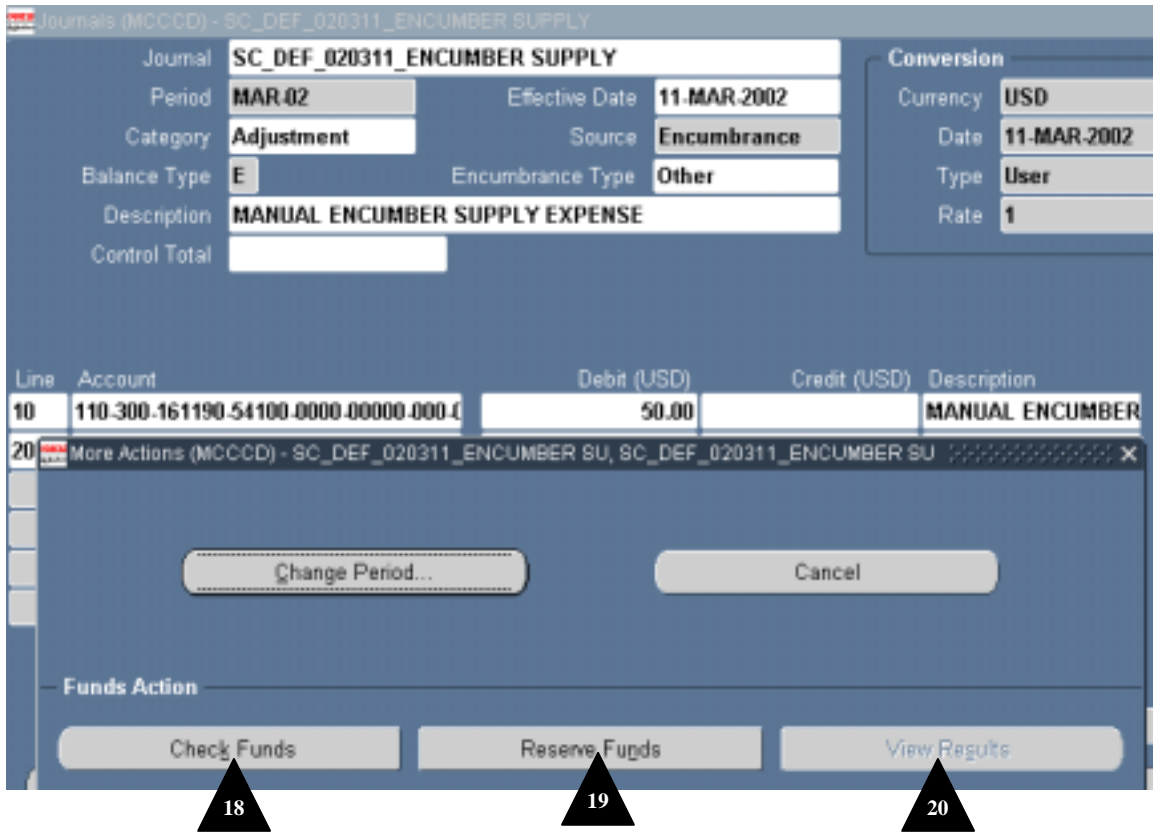 Journals (MCCCD) - SC_DEF_020311_ENCUMBER SUPPLY
Journal SC_DEF_020311_ENCUMBER SUPPLY
Conversion
Period MAR-02 Effective Date 11-MAR-2002 Currency USD
Category Adjustment Source Encumbrance Date 11-MAR-2002
Balance Type E Encumbrance Type Other Type User
Description MANUAL ENCUMBER SUPPLY EXPENSE Rate 1
Control Total
Line Account Debit (USD) Credit (USD) Description
10 110-300-161190-54100-0000-00000-000-0 50.00 MANUAL ENCUMBER
20
More Actions (MCCCD) - SC_DEF_020311_ENCUMBER SU, SC_DEF_020311_ENCUMBER SU
Change Period... Cancel
Funds Action
Check Funds Reserve Funds View Results
18 19 20